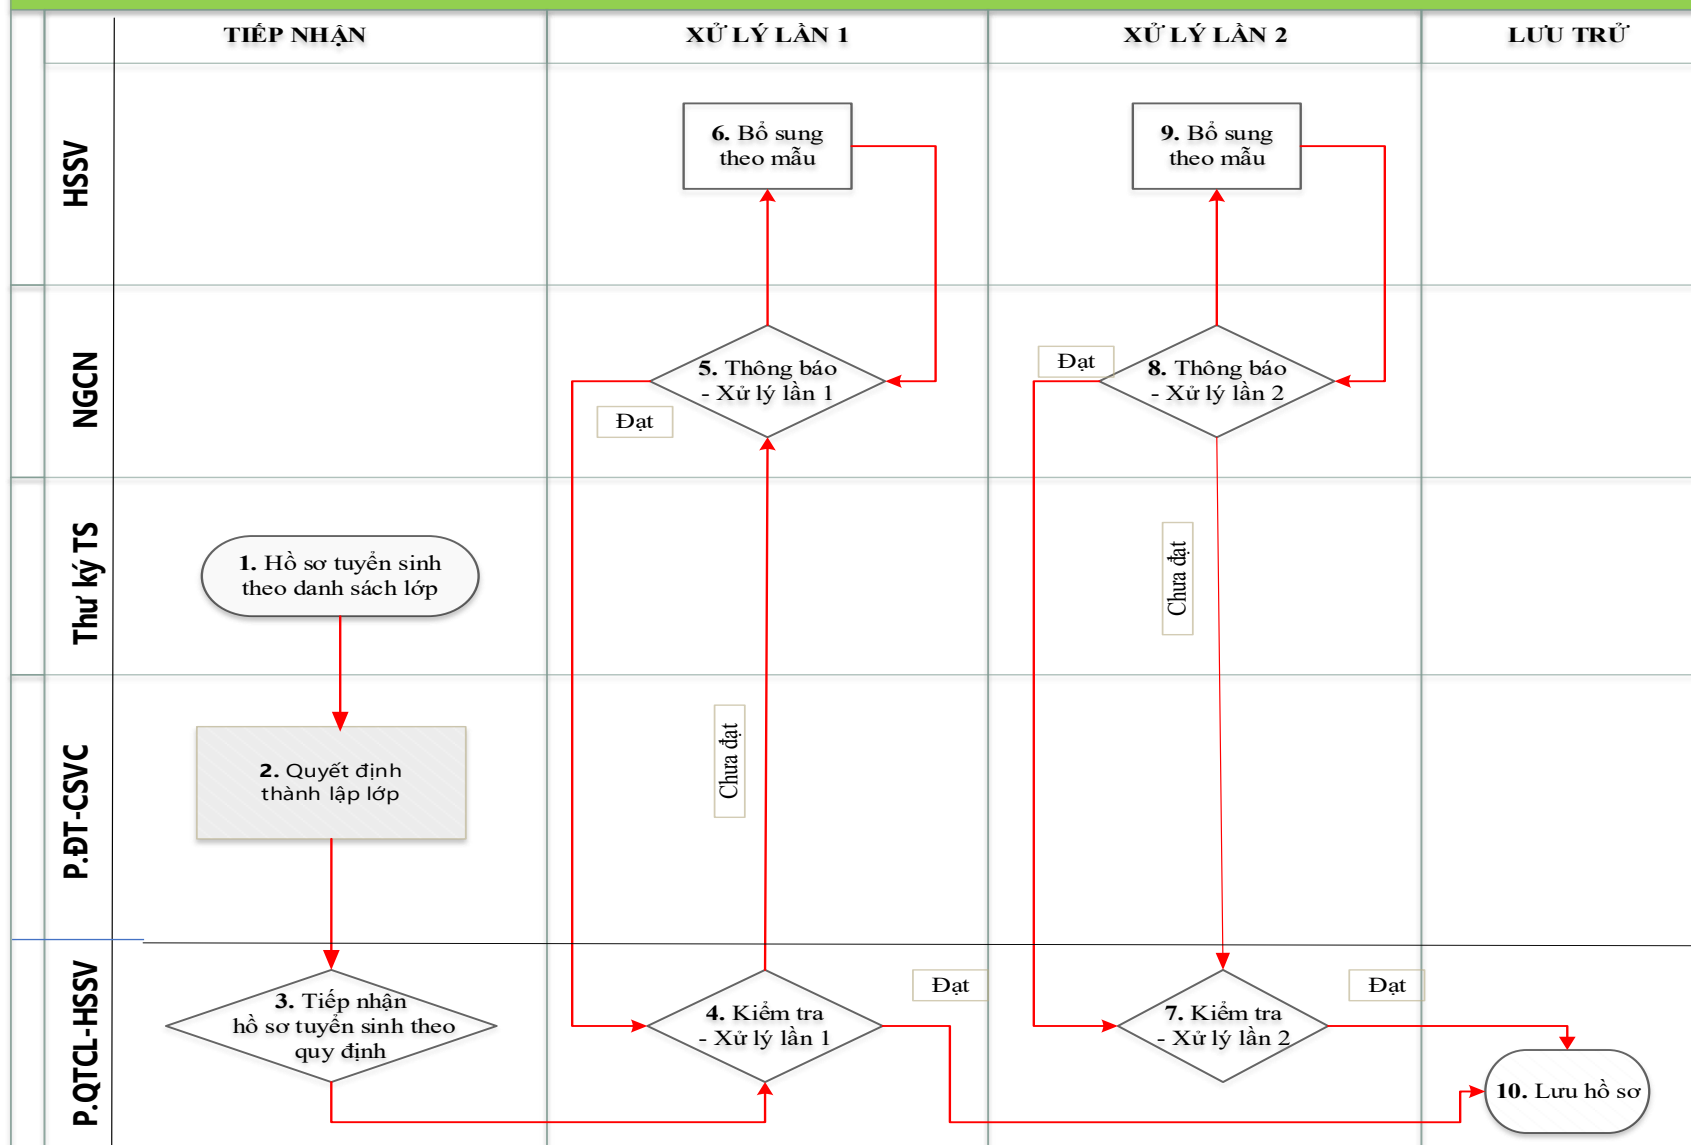 TIẾP NHẬN
XỬ LÝ LẦN 1
XỬ LÝ LẦN 2
LƯU TRỬ
HSSV
6. Bổ sung
theo mẫu
9. Bổ sung
theo mẫu
NGCN
5. Thông báo
- Xử lý lần 1
Đạt
Đạt
8. Thông báo
- Xử lý lần 2
Thư ký TS
1. Hồ sơ tuyển sinh
theo danh sách lớp
Chưa đạt
P.ĐT-CSVC
2. Quyết định
thành lập lớp
Chưa đạt
P.QTCL-HSSV
3. Tiếp nhận
hồ sơ tuyển sinh theo
quy định
4. Kiểm tra
- Xử lý lần 1
Đạt
7. Kiểm tra
- Xử lý lần 2
Đạt
10. Lưu hồ sơ